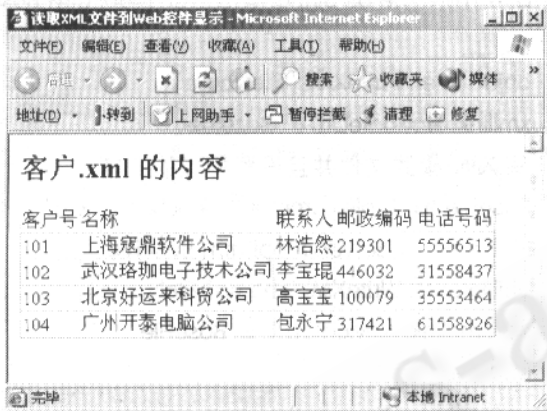 读取XML文件到Web控件显示 - Microsoft Internet Explorer
文件(F) 编辑(E) 查看(V) 收藏(A) 工具(T) 帮助(H)
后退 搜索 收藏夹 媒体 »
地址(D) 转到 上网助手 暂停拦截 清理 修复
客户.xml 的内容
客户号 名称 联系人 邮政编码 电话号码
101 上海寇鼎软件公司 林浩然 219301 55556513
102 武汉珞珈电子技术公司 李宝琨 446032 31558437
103 北京好运来科贸公司 高宝宝 100079 35553464
104 广州开泰电脑公司 包永宁 317421 61558926
完毕 本地 Intranet